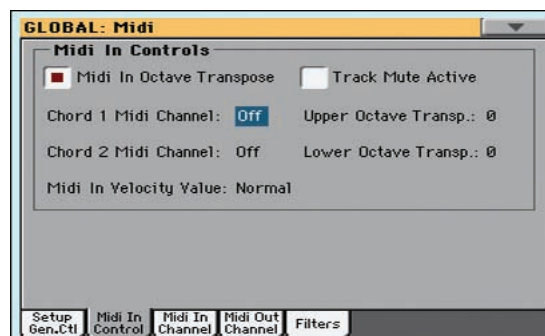 GLOBAL: Midi
Midi In Controls
Midi In Octave Transpose
Track Mute Active
Chord 1 Midi Channel: Off
Upper Octave Transp.: 0
Chord 2 Midi Channel: Off
Lower Octave Transp.: 0
Midi In Velocity Value: Normal
Setup Gen.Ctl
Midi In Control
Midi In Channel
Midi Out Channel
Filters